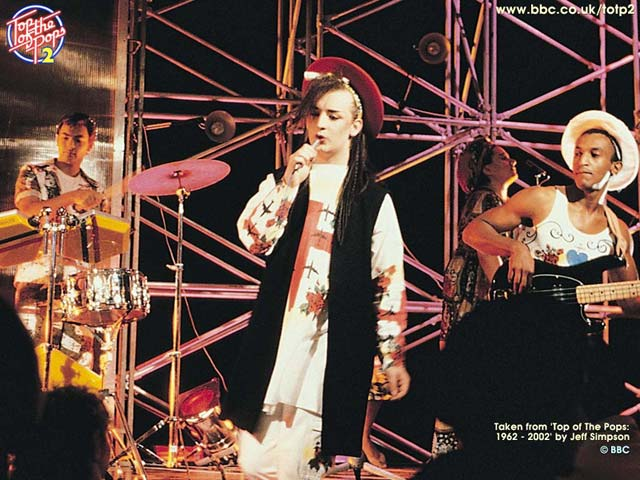 www.bbc.co.uk/totp2
Top of the
Pops
2
Taken from 'Top of The Pops:
1962 - 2002' by Jeff Simpson
© BBC